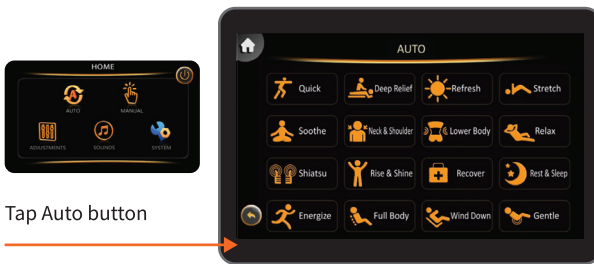 HOME
AUTO
MANUAL
ADJUSTMENTS
SOUNDS
SYSTEM
Tap Auto button
AUTO
Quick
Deep Relief
Refresh
Stretch
Soothe
Neck & Shoulder
Lower Body
Relax
Shiatsu
Rise & Shine
Recover
Rest & Sleep
Energize
Full Body
Wind Down
Gentle